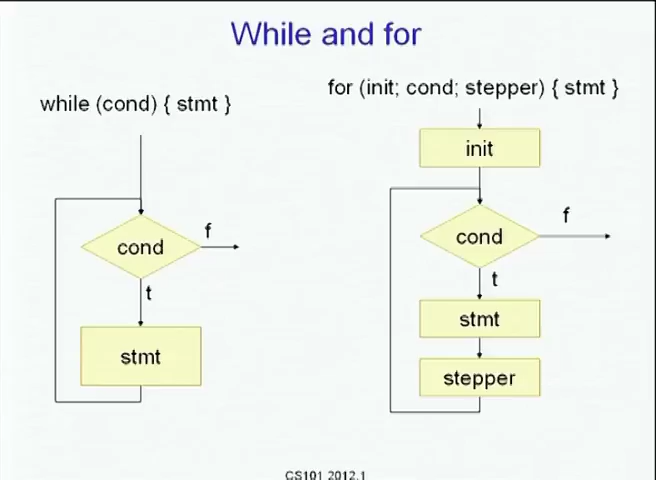 While and for
while (cond) { stmt }
cond
f
t
stmt
for (init; cond; stepper) { stmt }
init
cond
f
t
stmt
stepper
CS101 2012.1